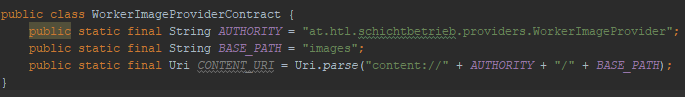 public class WorkerImageProviderContract {
public static final String AUTHORITY = "at.htl.schichtbetrieb.providers.WorkerImageProvider";
public static final String BASE_PATH = "images";
public static final Uri CONTENT_URI = Uri.parse("content://" + AUTHORITY + "/" + BASE_PATH);
}